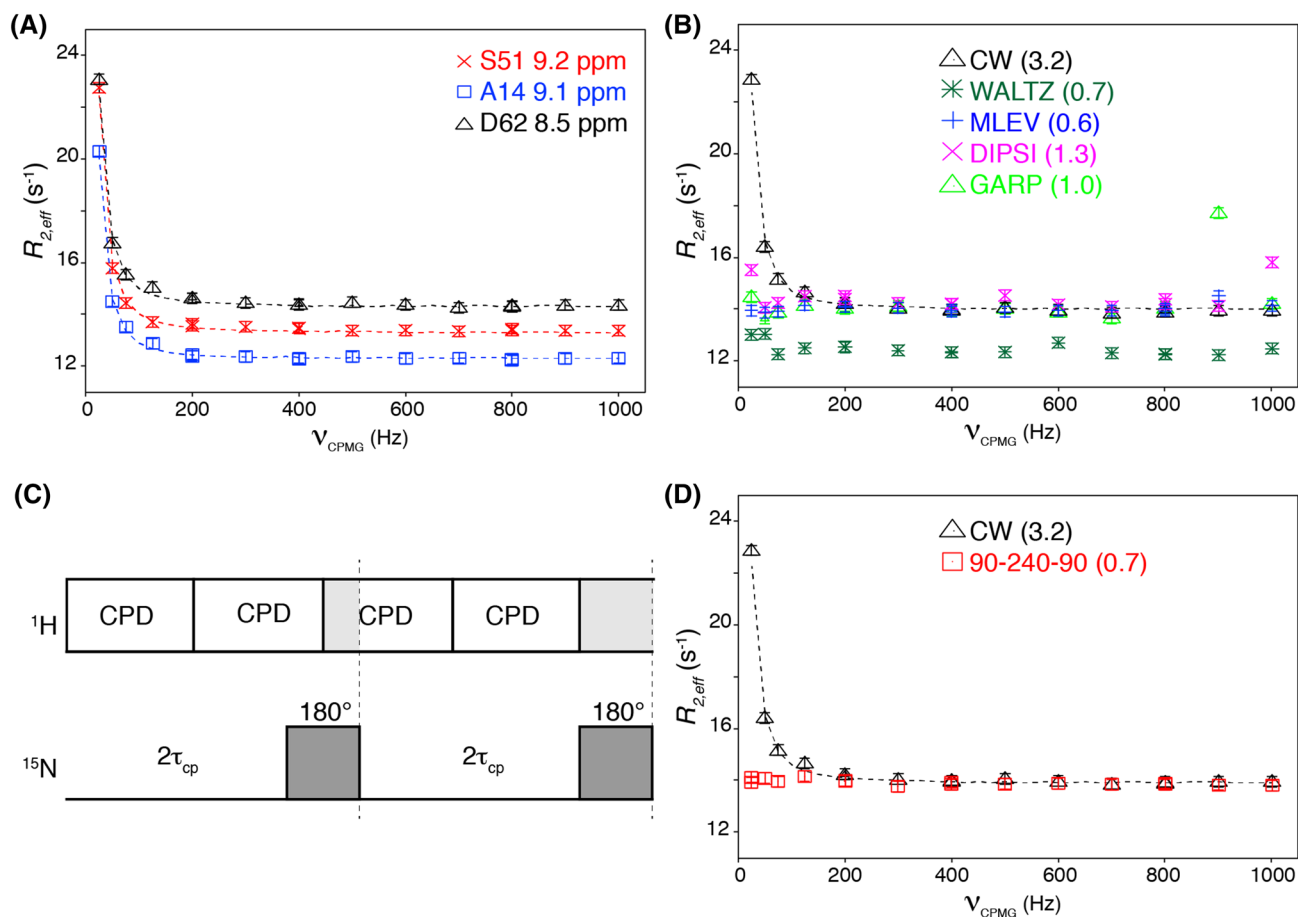 (A)
24
20
16
12
R2,eff (s-1)
S51 9.2 ppm
A14 9.1 ppm
D62 8.5 ppm
0 200 400 600 800 1000
νCPMG (Hz)
(B)
24
20
16
12
R2,eff (s-1)
CW (3.2)
WALTZ (0.7)
MLEV (0.6)
DIPSI (1.3)
GARP (1.0)
0 200 400 600 800 1000
νCPMG (Hz)
(C)
1H CPD CPD CPD CPD
180° 180°
15N 2τcp 2τcp
(D)
24
20
16
12
R2,eff (s-1)
CW (3.2)
90-240-90 (0.7)
0 200 400 600 800 1000
νCPMG (Hz)